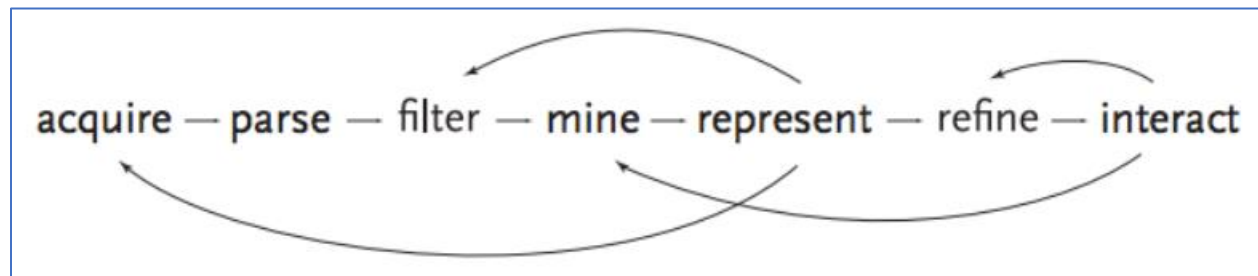 acquire — parse — filter — mine — represent — refine — interact